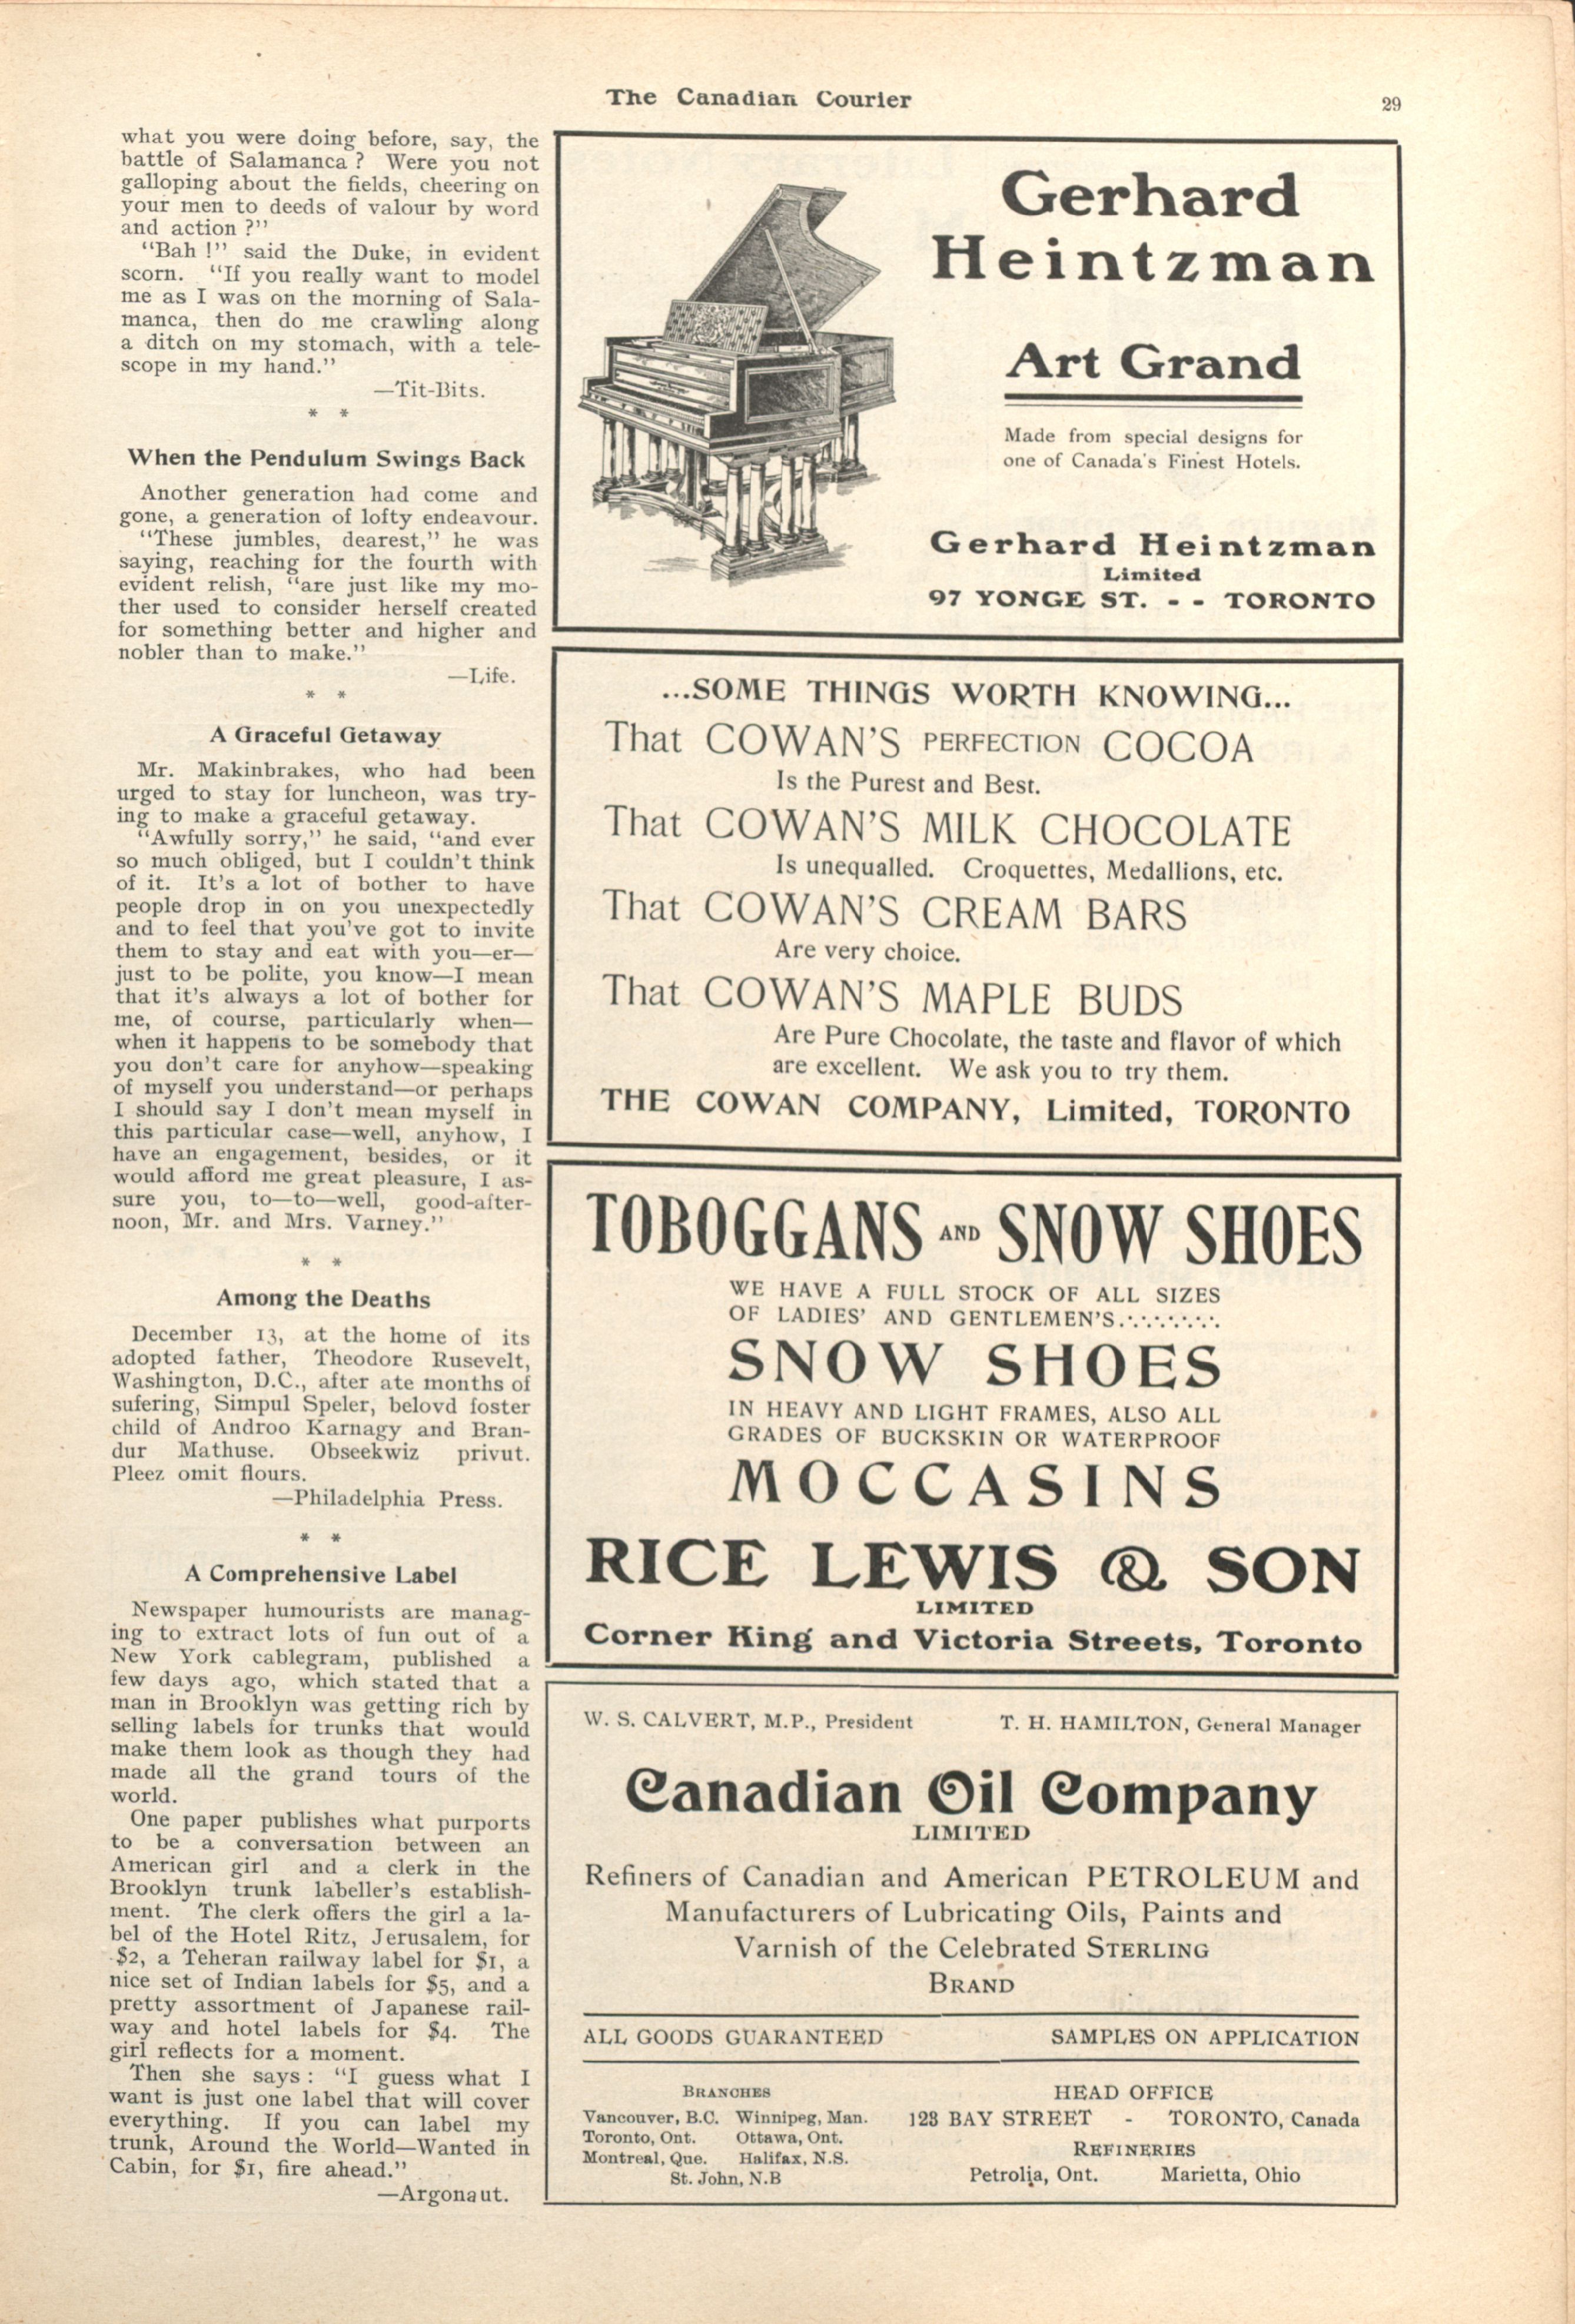 The Canadian Courier
29
what you were doing before, say, the
battle of Salamanca ? Were you not
galloping about the fields, cheering on
your men to deeds of valour by word
and action ?"
"Bah !" said the Duke, in evident
scorn. "If you really want to model
me as I was on the morning of Sala-
manca, then do me crawling along
a ditch on my stomach, with a tele-
scope in my hand."
—Tit-Bits.
* *
When the Pendulum Swings Back
Another generation had come and
gone, a generation of lofty endeavour.
"These jumbles, dearest," he was
saying, reaching for the fourth with
evident relish, "are just like my mo-
ther used to consider herself created
for something better and higher and
nobler than to make."
—Life.
* *
A Graceful Getaway
Mr. Makinbrakes, who had been
urged to stay for luncheon, was try-
ing to make a graceful getaway.
"Awfully sorry," he said, "and ever
so much obliged, but I couldn't think
of it. It's a lot of bother to have
people drop in on you unexpectedly
and to feel that you've got to invite
them to stay and eat with you—er—
just to be polite, you know—I mean
that it's always a lot of bother for
me, of course, particularly when—
when it happens to be somebody that
you don't care for anyhow—speaking
of myself you understand—or perhaps
I should say I don't mean myself in
this particular case—well, anyhow, I
have an engagement, besides, or it
would afford me great pleasure, I as-
sure you, to—to—well, good-after-
noon, Mr. and Mrs. Varney."
* *
Among the Deaths
December 13, at the home of its
adopted father, Theodore Rusevelt,
Washington, D.C., after ate months of
sufering, Simpul Speler, belovd foster
child of Androo Karnagy and Bran-
dur Mathuse. Obseekwiz privut.
Pleez omit flours.
—Philadelphia Press.
* *
A Comprehensive Label
Newspaper humourists are manag-
ing to extract lots of fun out of a
New York cablegram, published a
few days ago, which stated that a
man in Brooklyn was getting rich by
selling labels for trunks that would
make them look as though they had
made all the grand tours of the
world.
One paper publishes what purports
to be a conversation between an
American girl and a clerk in the
Brooklyn trunk labeller's establish-
ment. The clerk offers the girl a la-
bel of the Hotel Ritz, Jerusalem, for
$2, a Teheran railway label for $1, a
nice set of Indian labels for $5, and a
pretty assortment of Japanese rail-
way and hotel labels for $4. The
girl reflects for a moment.
Then she says : "I guess what I
want is just one label that will cover
everything. If you can label my
trunk, Around the World—Wanted in
Cabin, for $1, fire ahead."
—Argonaut.
Gerhard
Heintzman
Art Grand
Made from special designs for
one of Canada's Finest Hotels.
Gerhard Heintzman
Limited
97 YONGE ST. - - TORONTO
...SOME THINGS WORTH KNOWING...
That COWAN'S PERFECTION COCOA
Is the Purest and Best.
That COWAN'S MILK CHOCOLATE
Is unequalled. Croquettes, Medallions, etc.
That COWAN'S CREAM BARS
Are very choice.
That COWAN'S MAPLE BUDS
Are Pure Chocolate, the taste and flavor of which
are excellent. We ask you to try them.
THE COWAN COMPANY, Limited, TORONTO
TOBOGGANS AND SNOW SHOES
WE HAVE A FULL STOCK OF ALL SIZES
OF LADIES' AND GENTLEMEN'S
SNOW SHOES
IN HEAVY AND LIGHT FRAMES, ALSO ALL
GRADES OF BUCKSKIN OR WATERPROOF
MOCCASINS
RICE LEWIS & SON
LIMITED
Corner King and Victoria Streets, Toronto
W. S. CALVERT, M.P., President T. H. HAMILTON, General Manager
Canadian Oil Company
LIMITED
Refiners of Canadian and American PETROLEUM and
Manufacturers of Lubricating Oils, Paints and
Varnish of the Celebrated STERLING
BRAND
ALL GOODS GUARANTEED SAMPLES ON APPLICATION
BRANCHES
Vancouver, B.C. Winnipeg, Man.
Toronto, Ont. Ottawa, Ont.
Montreal, Que. Halifax, N.S.
St. John, N.B
HEAD OFFICE
123 BAY STREET - TORONTO, Canada
REFINERIES
Petrolia, Ont. Marietta, Ohio